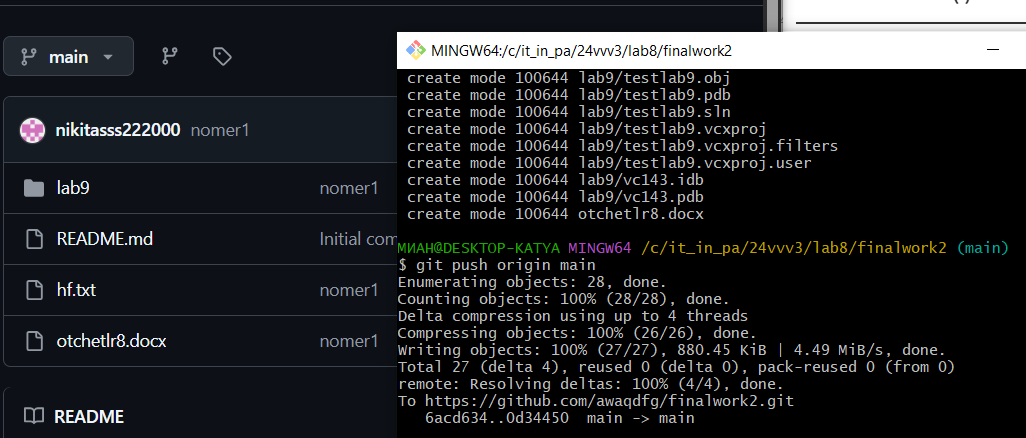 main
nikitasss222000 nomer1
lab9 nomer1
README.md Initial com
hf.txt nomer1
otchetlr8.docx nomer1
README
MINGW64:/c/it_in_pa/24vvv3/lab8/finalwork2
create mode 100644 lab9/testlab9.obj
create mode 100644 lab9/testlab9.pdb
create mode 100644 lab9/testlab9.sln
create mode 100644 lab9/testlab9.vcxproj
create mode 100644 lab9/testlab9.vcxproj.filters
create mode 100644 lab9/testlab9.vcxproj.user
create mode 100644 lab9/vc143.idb
create mode 100644 lab9/vc143.pdb
create mode 100644 otchetlr8.docx
МИАН@DESKTOP-KATYA MINGW64 /c/it_in_pa/24vvv3/lab8/finalwork2 (main)
$ git push origin main
Enumerating objects: 28, done.
Counting objects: 100% (28/28), done.
Delta compression using up to 4 threads
Compressing objects: 100% (26/26), done.
Writing objects: 100% (27/27), 880.45 KiB | 4.49 MiB/s, done.
Total 27 (delta 4), reused 0 (delta 0), pack-reused 0 (from 0)
remote: Resolving deltas: 100% (4/4), done.
To https://github.com/awaqdfg/finalwork2.git
6acd634..0d34450 main -> main